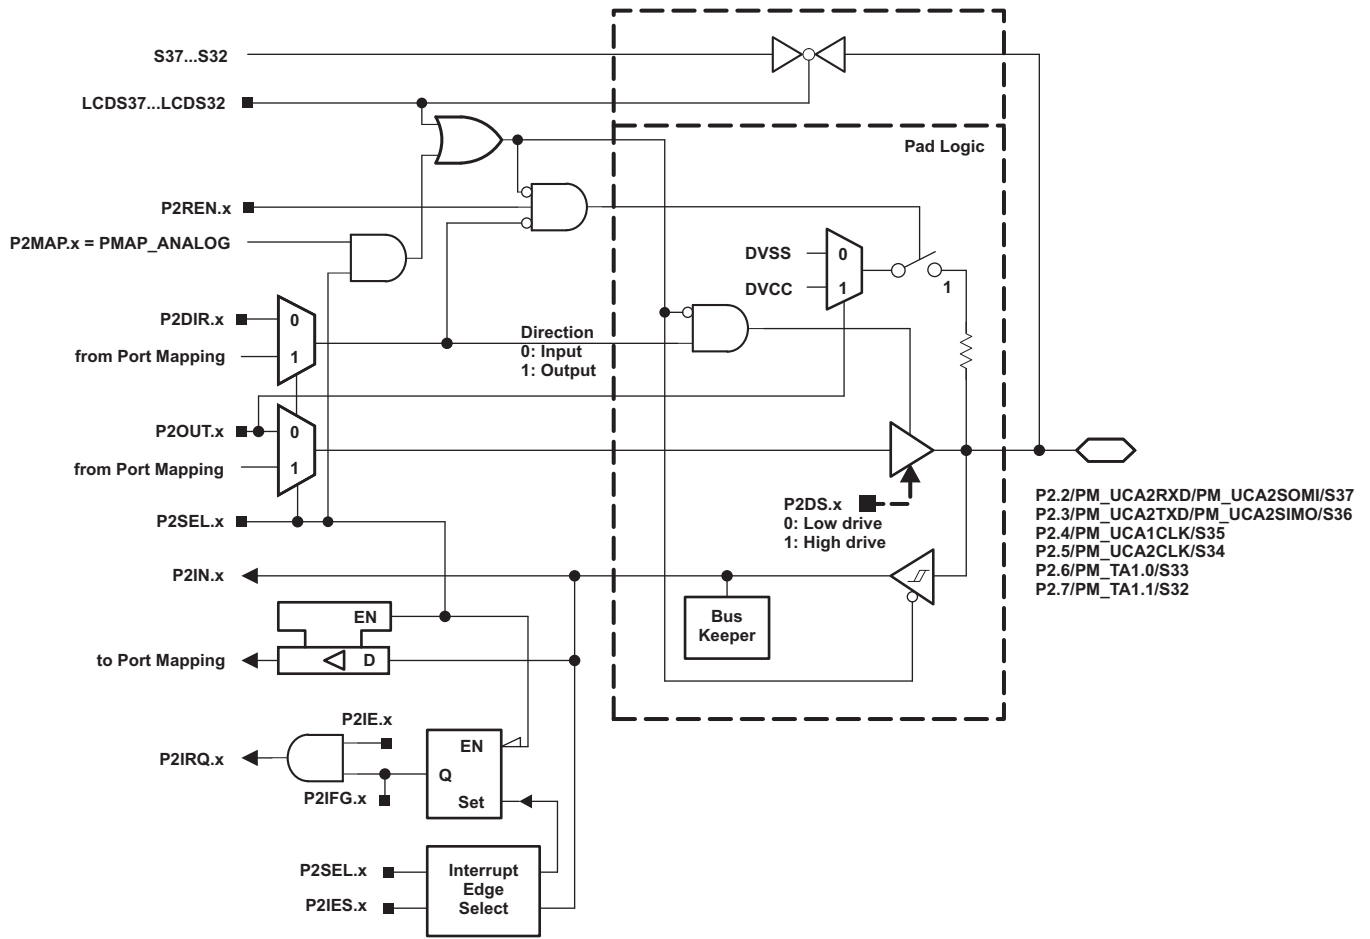 S37...S32
LCDS37...LCDS32
Pad Logic
P2REN.x
P2MAP.x = PMAP_ANALOG
DVSS
0
DVCC
1
1
P2DIR.x
0
Direction
0: Input
1: Output
from Port Mapping
1
P2OUT.x
0
from Port Mapping
1
P2DS.x
0: Low drive
1: High drive
P2.2/PM_UCA2RXD/PM_UCA2SOMI/S37
P2.3/PM_UCA2TXD/PM_UCA2SIMO/S36
P2.4/PM_UCA1CLK/S35
P2.5/PM_UCA2CLK/S34
P2.6/PM_TA1.0/S33
P2.7/PM_TA1.1/S32
P2SEL.x
P2IN.x
Bus
Keeper
EN
to Port Mapping
D
P2IE.x
EN
P2IRQ.x
Q
P2IFG.x
Set
P2SEL.x
P2IES.x
Interrupt
Edge
Select